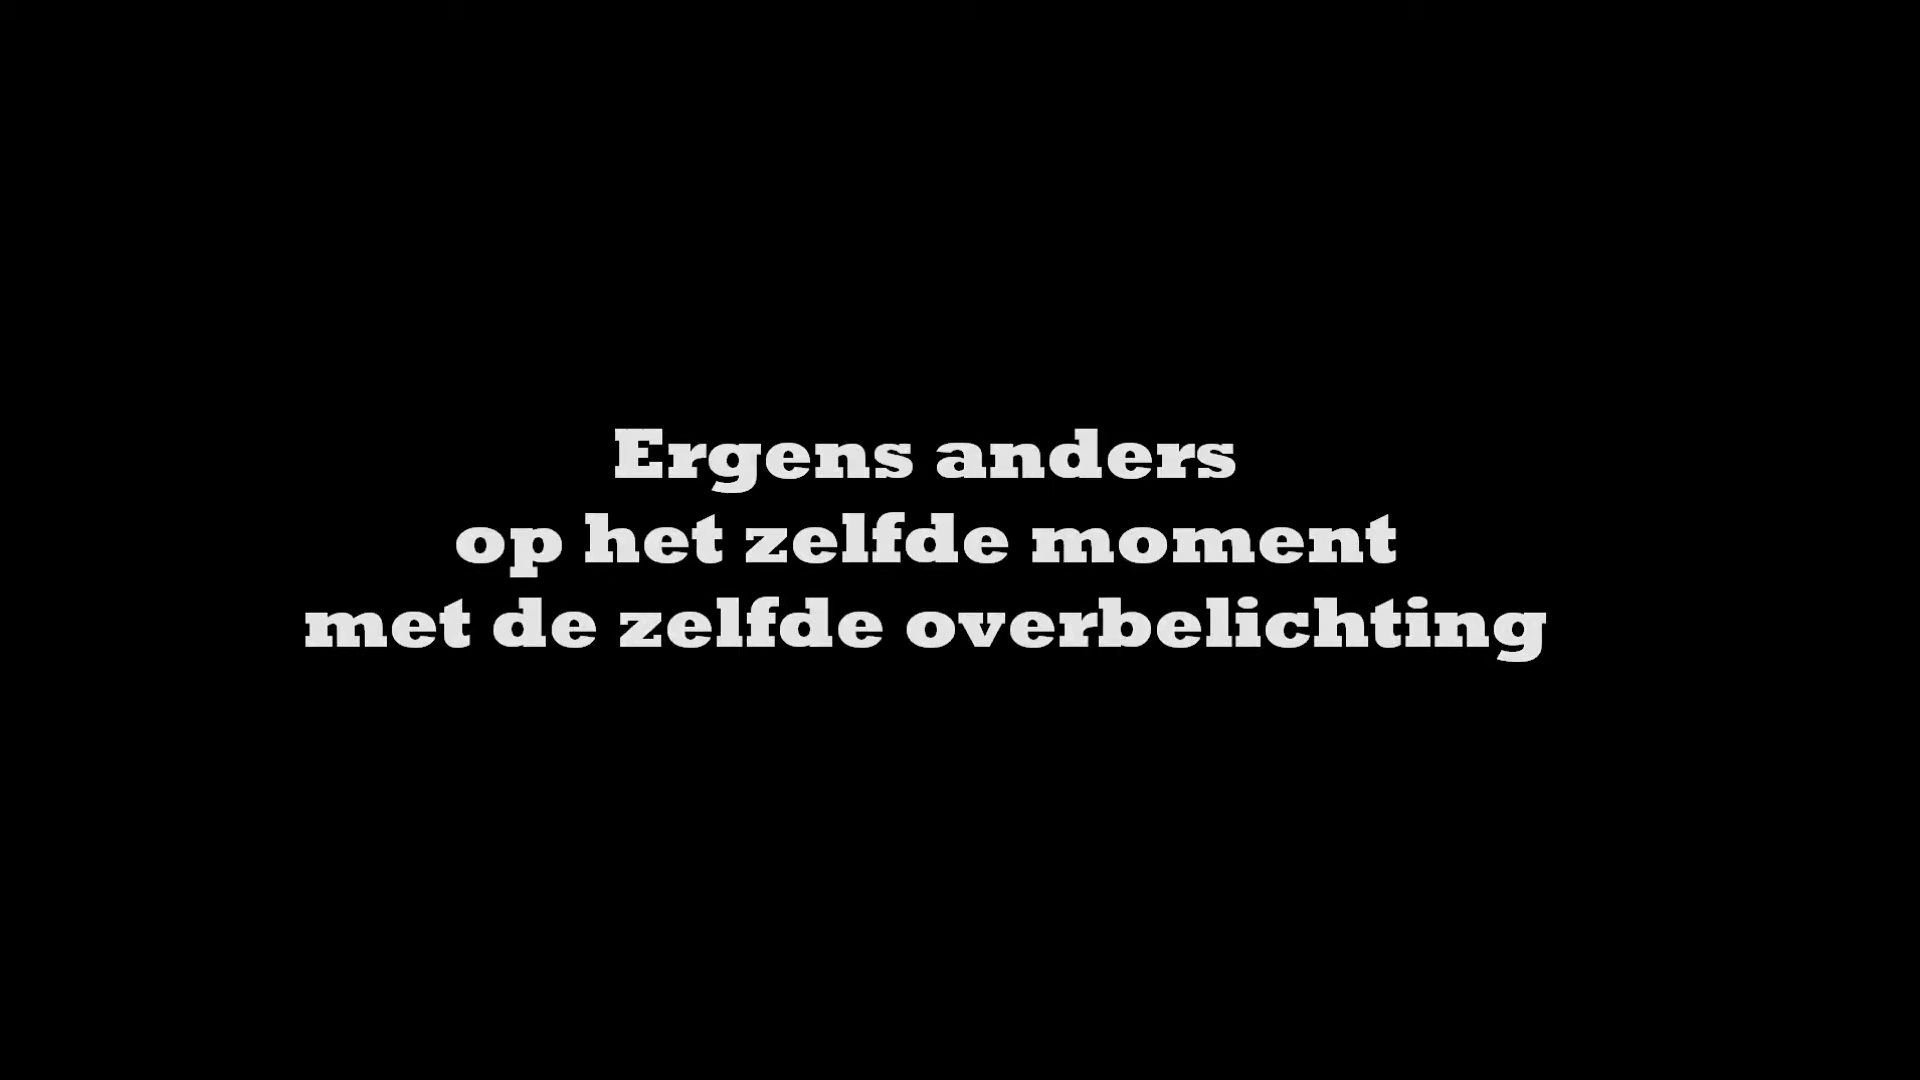 Ergens anders
op het zelfde moment
met de zelfde overbelichting